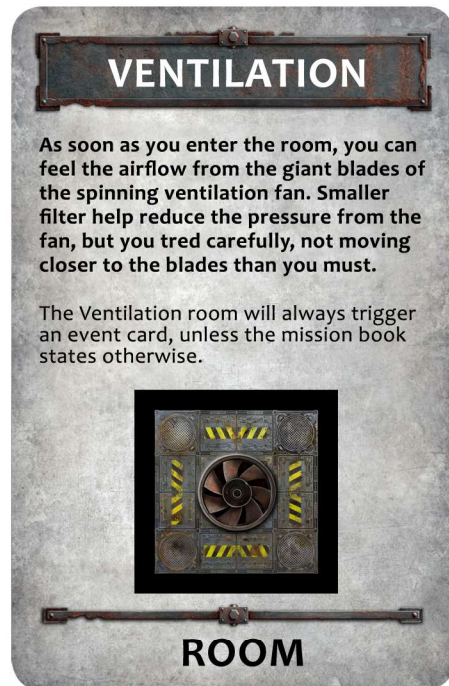 VENTILATION
As soon as you enter the room, you can
feel the airflow from the giant blades of
the spinning ventilation fan. Smaller
filter help reduce the pressure from the
fan, but you tred carefully, not moving
closer to the blades than you must.
The Ventilation room will always trigger
an event card, unless the mission book
states otherwise.
ROOM